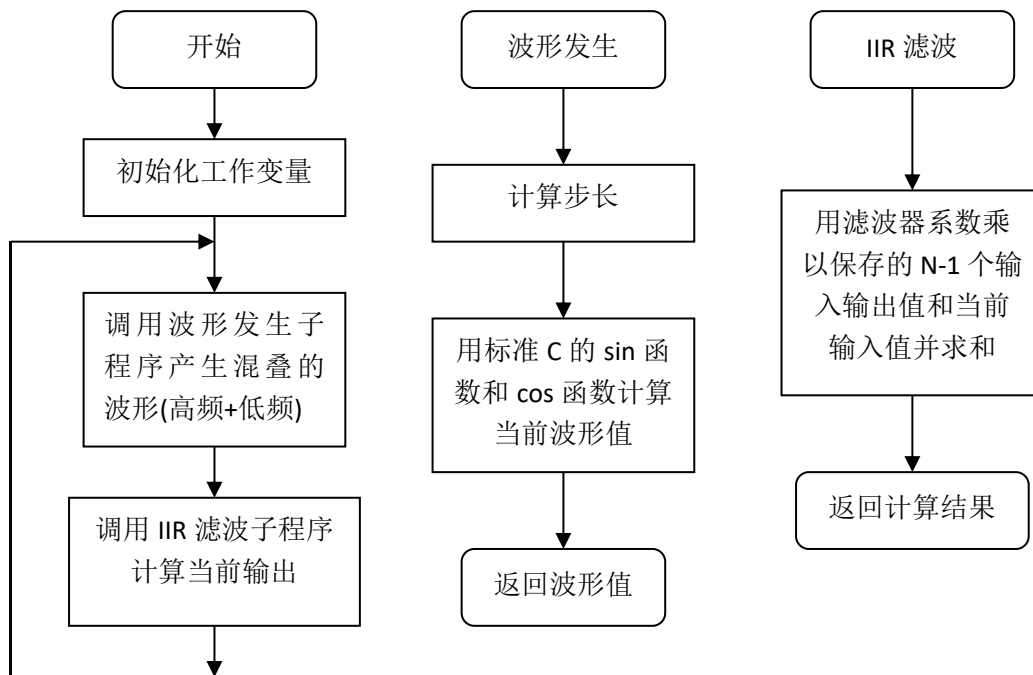 开始
初始化工作变量
调用波形发生子
程序产生混叠的
波形(高频+低频)
调用 IIR 滤波子程序
计算当前输出
波形发生
计算步长
用标准 C 的 sin 函
数和 cos 函数计算
当前波形值
返回波形值
IIR 滤波
用滤波器系数乘
以保存的 N-1 个输
入输出值和当前
输入值并求和
返回计算结果